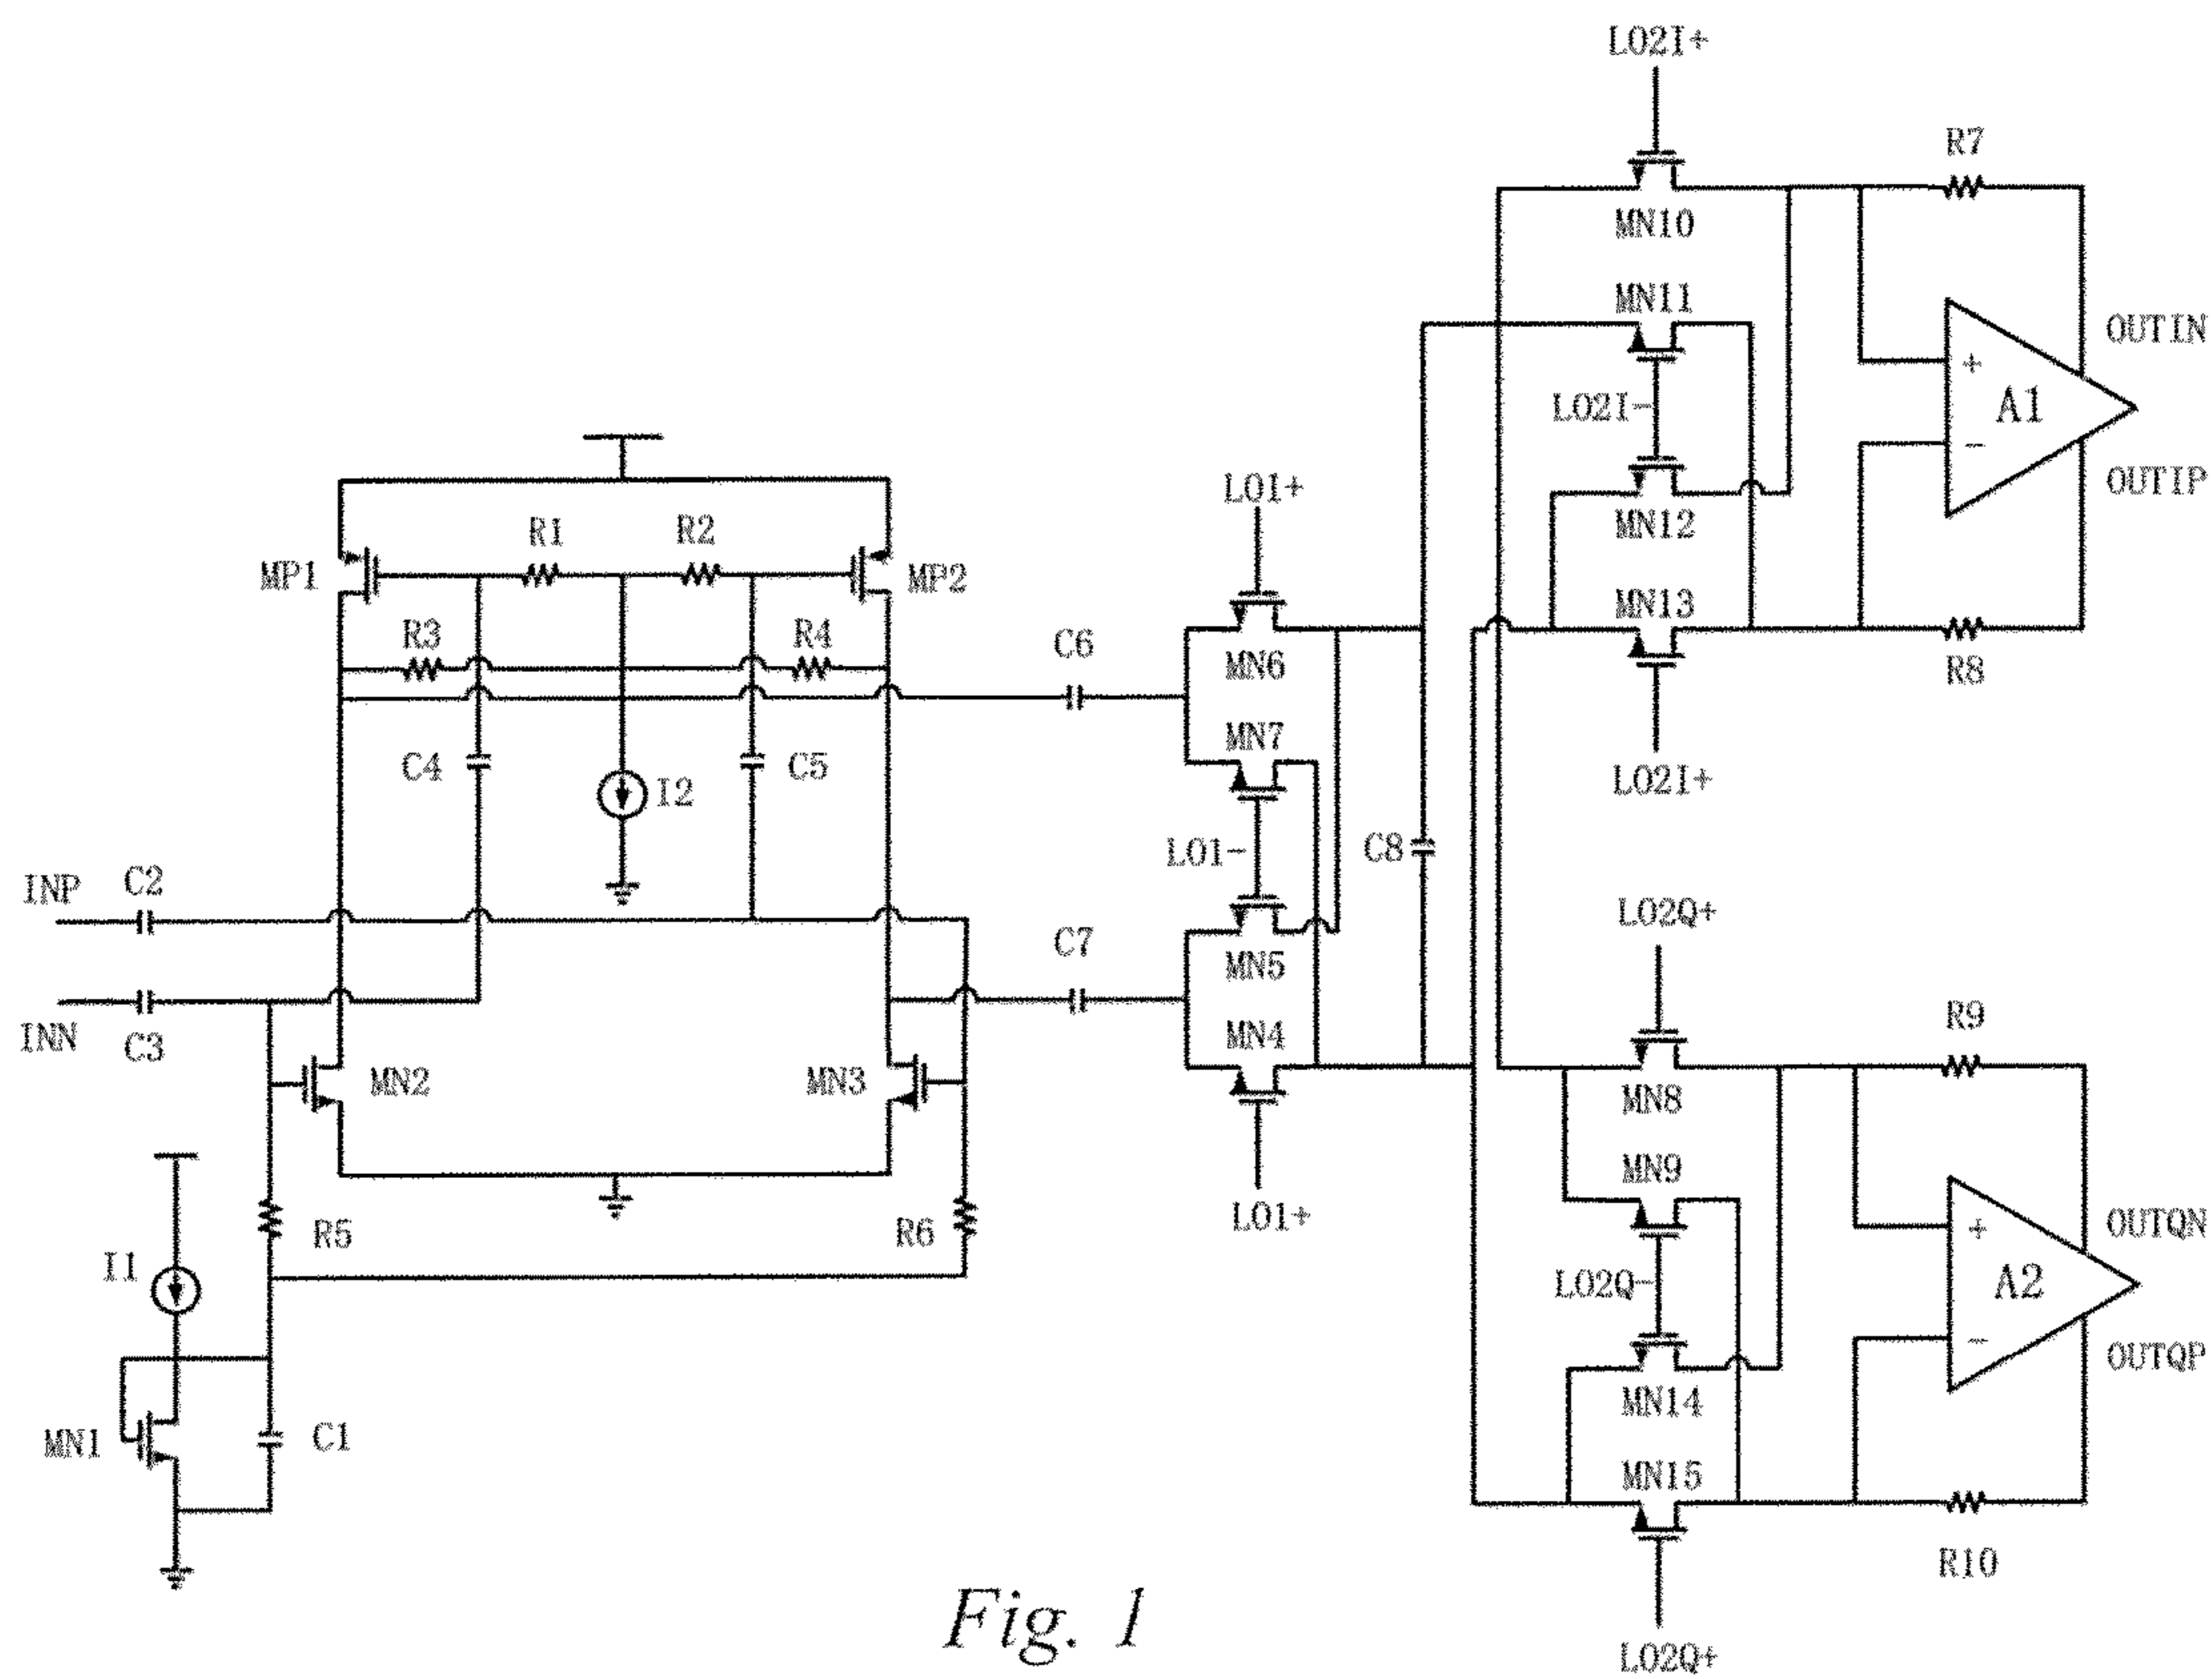 LO2I+
R7
MN10
MN11
OUTIN
+
A1
LO2I-
-
OUTIP
LO1+
R1
R2
MN12
MP1
MP2
MN13
R3
R4
C6
MN6
R8
MN7
C4
C5
I2
LO2I+
LO1-
C8
INP
C2
LO2Q+
C7
MN5
R9
INN
C3
MN4
MN2
MN3
MN8
MN9
R5
R6
LO1+
+
OUTQN
I1
LO2Q-
A2
-
OUTQP
MN14
MN1
C1
MN15
R10
Fig. 1
LO2Q+